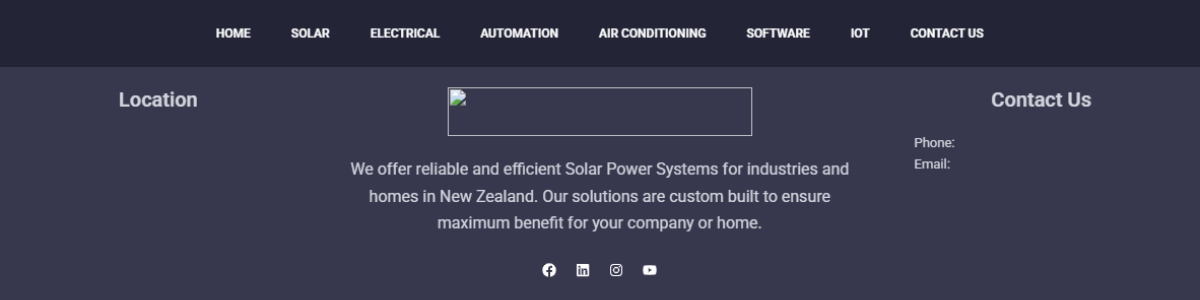 HOME SOLAR ELECTRICAL AUTOMATION AIR CONDITIONING SOFTWARE IOT CONTACT US
Location
We offer reliable and efficient Solar Power Systems for industries and
homes in New Zealand. Our solutions are custom built to ensure
maximum benefit for your company or home.
Contact Us
Phone:
Email: